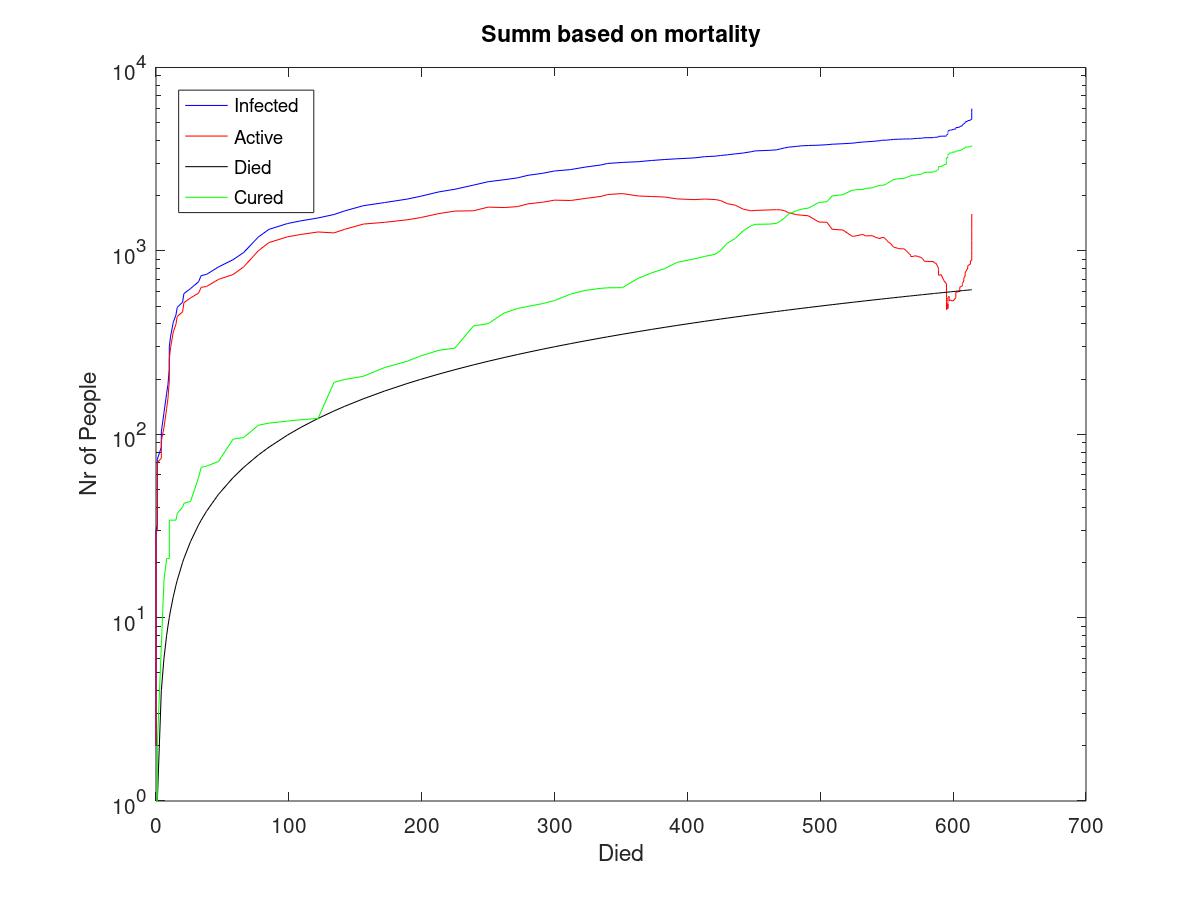 Summ based on mortality
10^4
10^3
10^2
10^1
10^0
Nr of People
Infected
Active
Died
Cured
0 100 200 300 400 500 600 700
Died